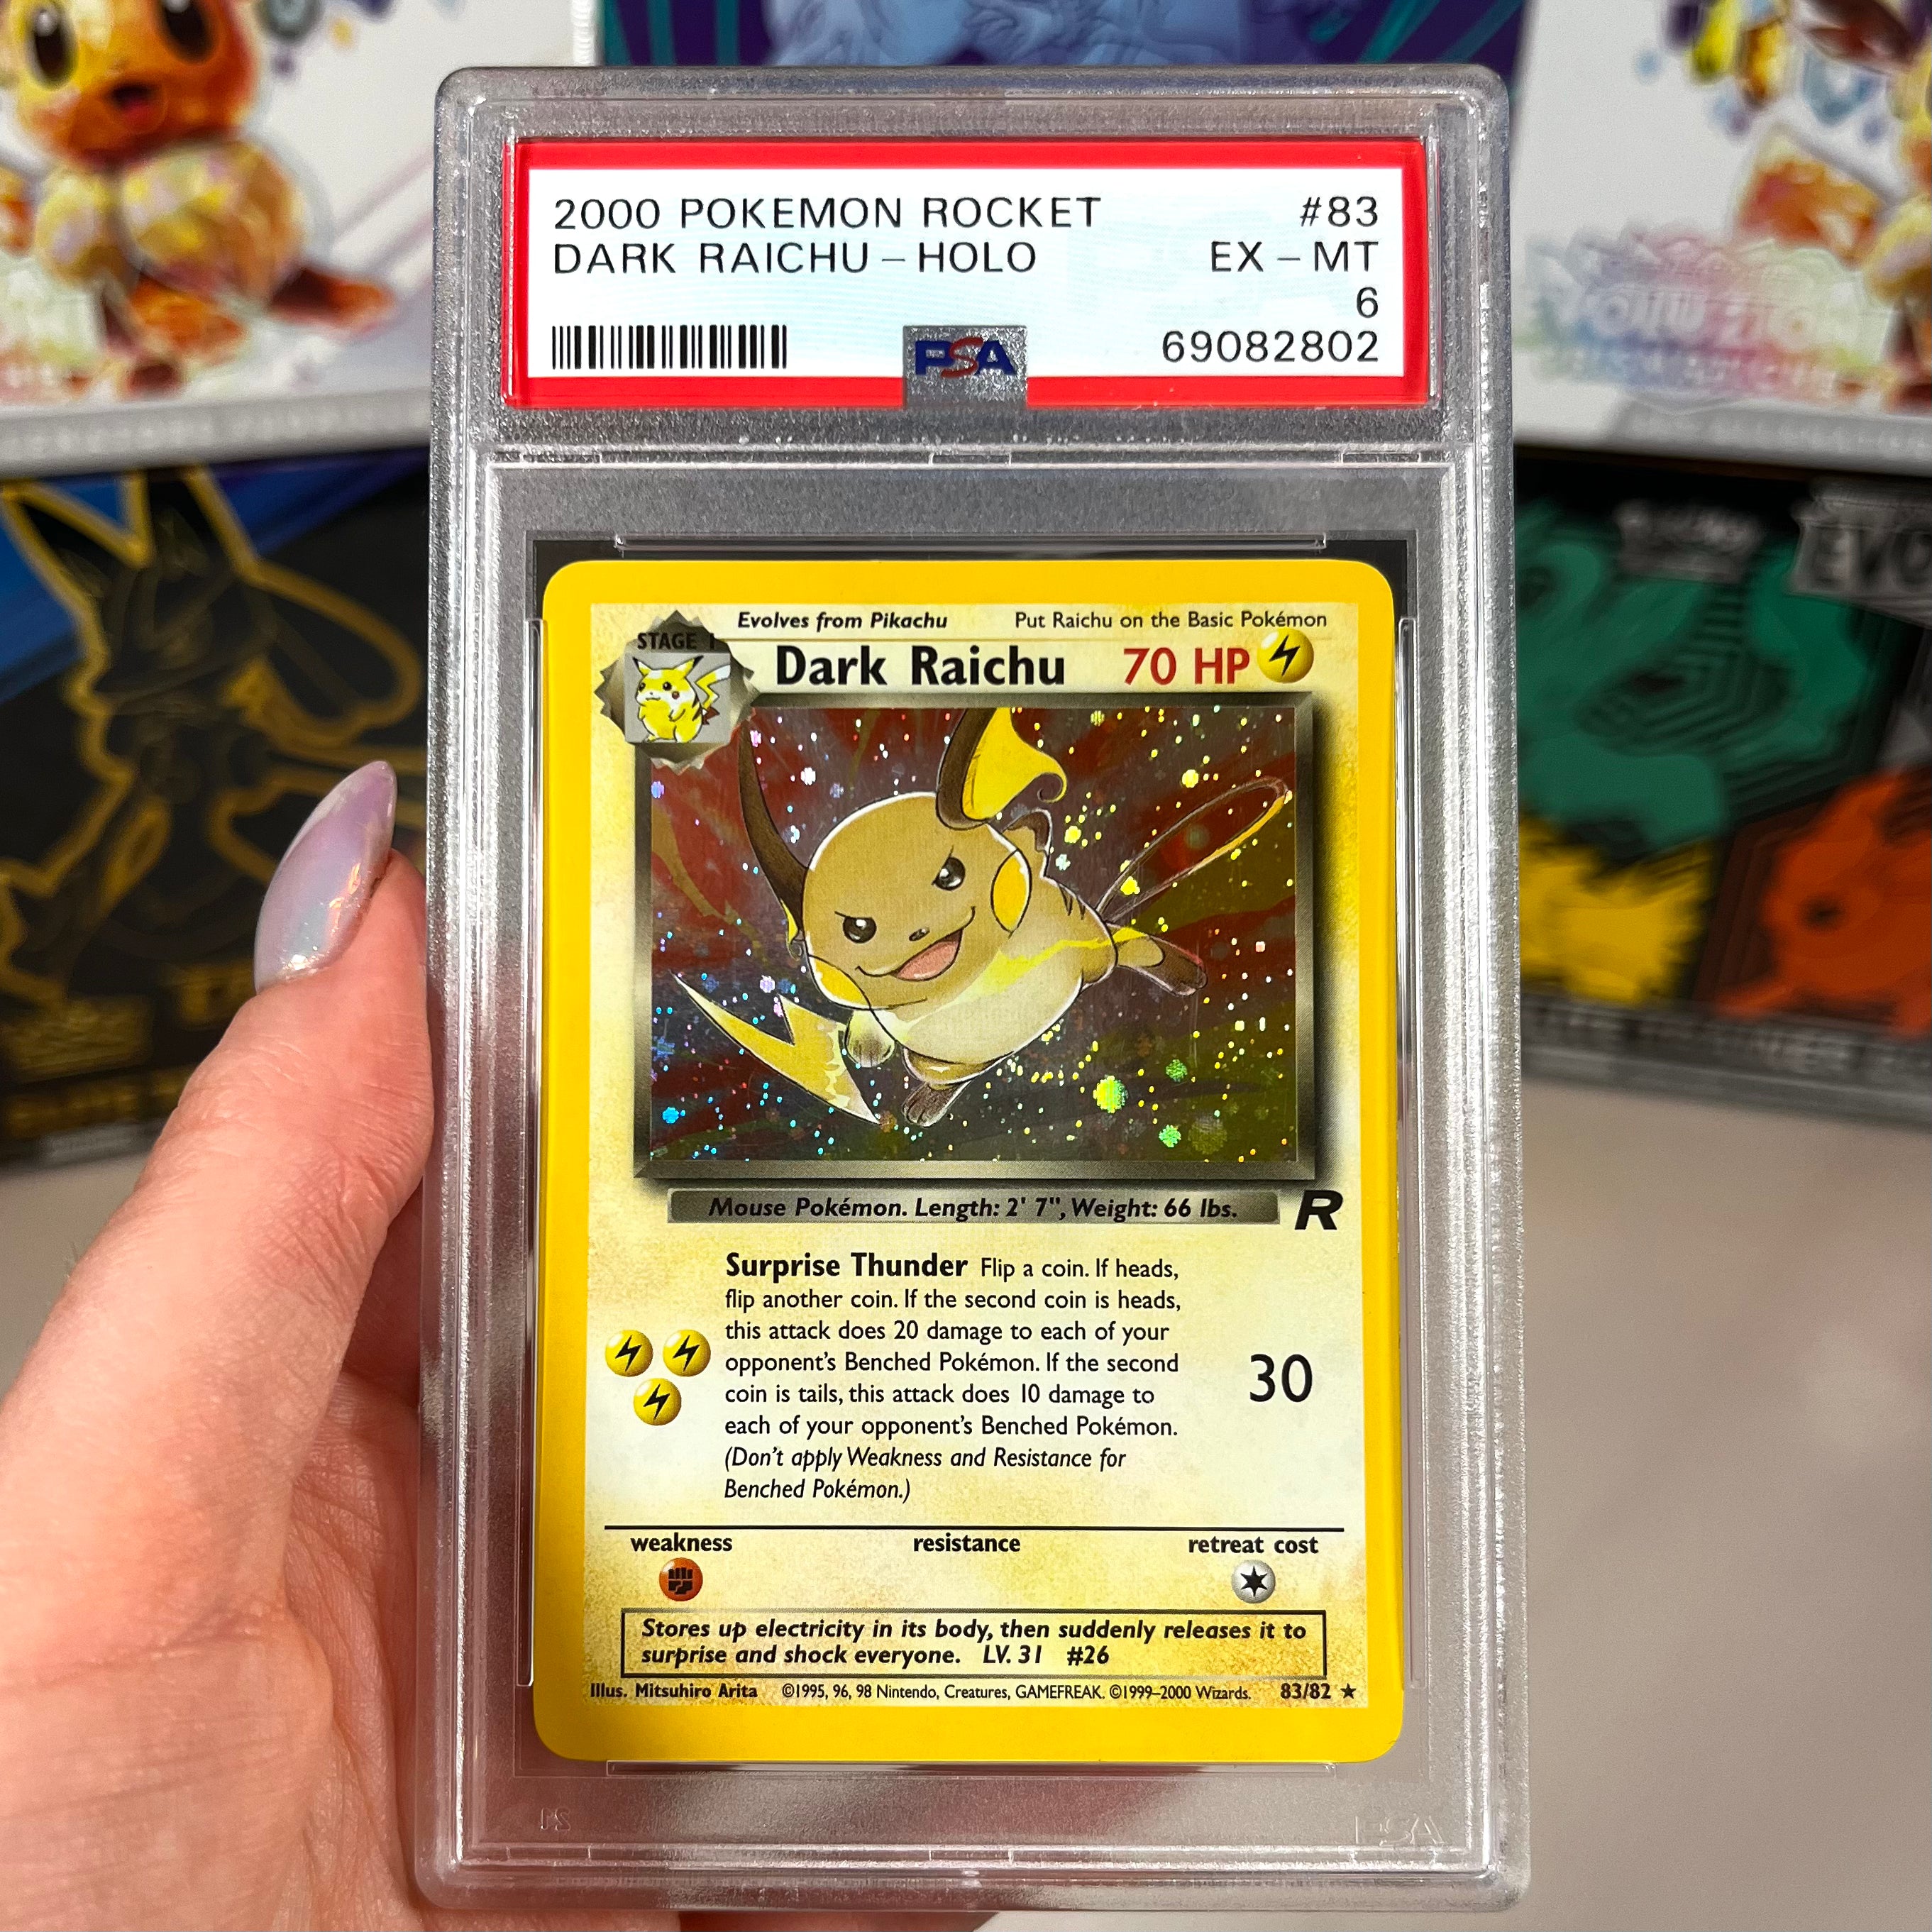 2000 POKEMON ROCKET #83
DARK RAICHU – HOLO EX – MT
6
PSA 69082802
Evolves from Pikachu Put Raichu on the Basic Pokémon
STAGE 1
Dark Raichu 70 HP
Mouse Pokémon. Length: 2' 7", Weight: 66 lbs.
R
Surprise Thunder Flip a coin. If heads,
flip another coin. If the second coin is heads,
this attack does 20 damage to each of your
opponent's Benched Pokémon. If the second
coin is tails, this attack does 10 damage to
each of your opponent's Benched Pokémon.
(Don't apply Weakness and Resistance for
Benched Pokémon.)
30
weakness resistance retreat cost
Stores up electricity in its body, then suddenly releases it to
surprise and shock everyone. LV. 31 #26
Illus. Mitsuhiro Arita ©1995, 96, 98 Nintendo, Creatures, GAMEFREAK. ©1999–2000 Wizards. 83/82 ★